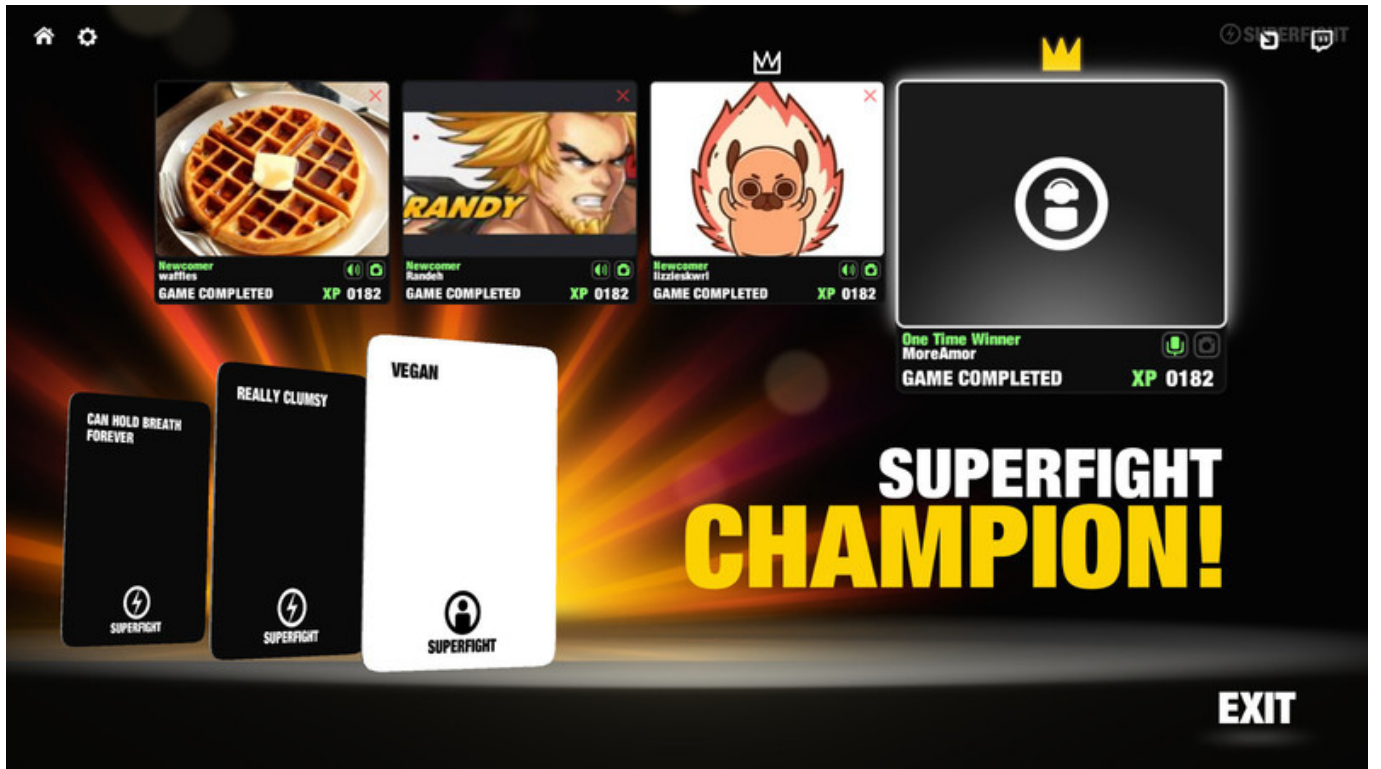 SUPERFIGHT
RANDY
Newcomer
waffles
GAME COMPLETED XP 0182
Newcomer
Randeh
GAME COMPLETED XP 0182
Newcomer
lizzieskwrl
GAME COMPLETED XP 0182
One Time Winner
MoreAmor
GAME COMPLETED XP 0182
CAN HOLD BREATH
FOREVER
SUPERFIGHT
REALLY CLUMSY
SUPERFIGHT
VEGAN
SUPERFIGHT
SUPERFIGHT
CHAMPION!
EXIT